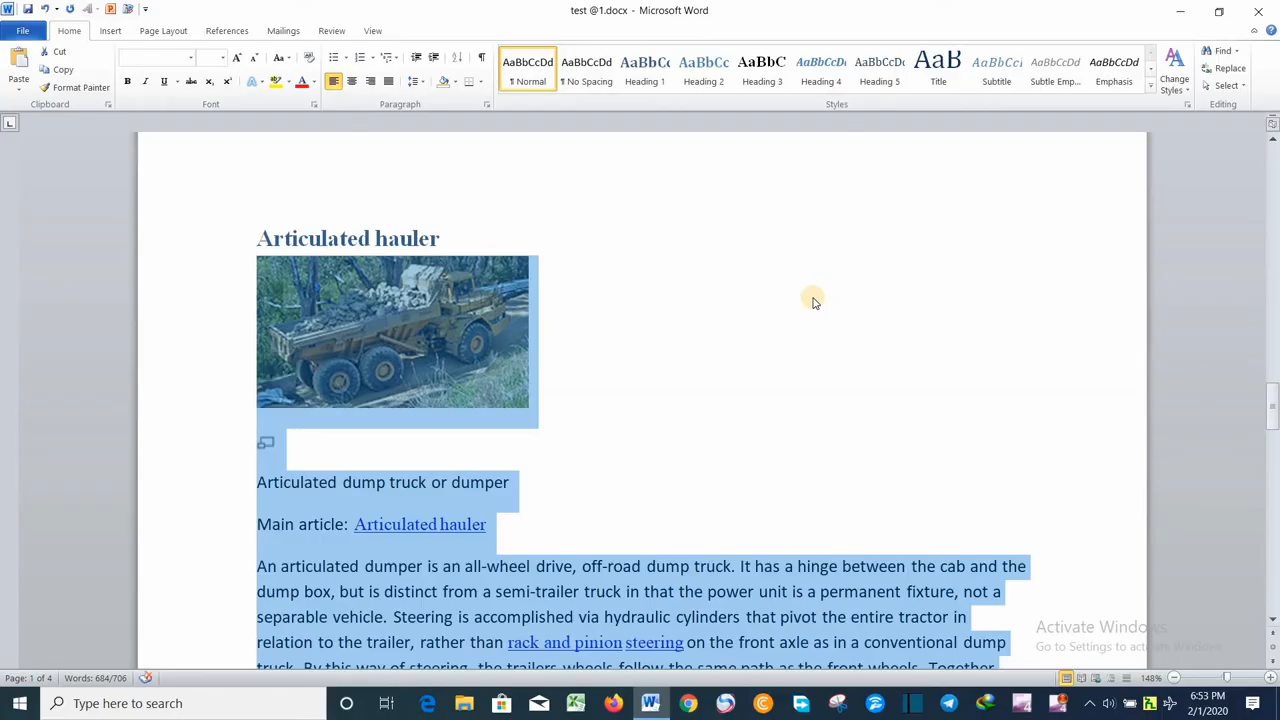 test @1.docx - Microsoft Word
File Home Insert Page Layout References Mailings Review View
Paste
Cut
Copy
Format Painter
Clipboard
Font
Paragraph
AaBbCcDd AaBbCcDd AaBbCc AaBbCc AaBbC AaBbCcDc AaBbCcDd AaB AaBbCci AaBbCcDd AaBbCcDd
¶ Normal ¶ No Spacing Heading 1 Heading 2 Heading 3 Heading 4 Heading 5 Title Subtitle Subtle Emp... Emphasis
Styles
Change
Styles
Find
Replace
Select
Editing
Articulated hauler
Articulated dump truck or dumper
Main article: Articulated hauler
An articulated dumper is an all-wheel drive, off-road dump truck. It has a hinge between the cab and the
dump box, but is distinct from a semi-trailer truck in that the power unit is a permanent fixture, not a
separable vehicle. Steering is accomplished via hydraulic cylinders that pivot the entire tractor in
relation to the trailer, rather than rack and pinion steering on the front axle as in a conventional dump
truck. By this way of steering, the trailers wheels follow the same path as the front wheels. Together
Activate Windows
Go to Settings to activate Windows.
Page: 1 of 4 Words: 684/706 148%
Type here to search
6:53 PM
2/1/2020